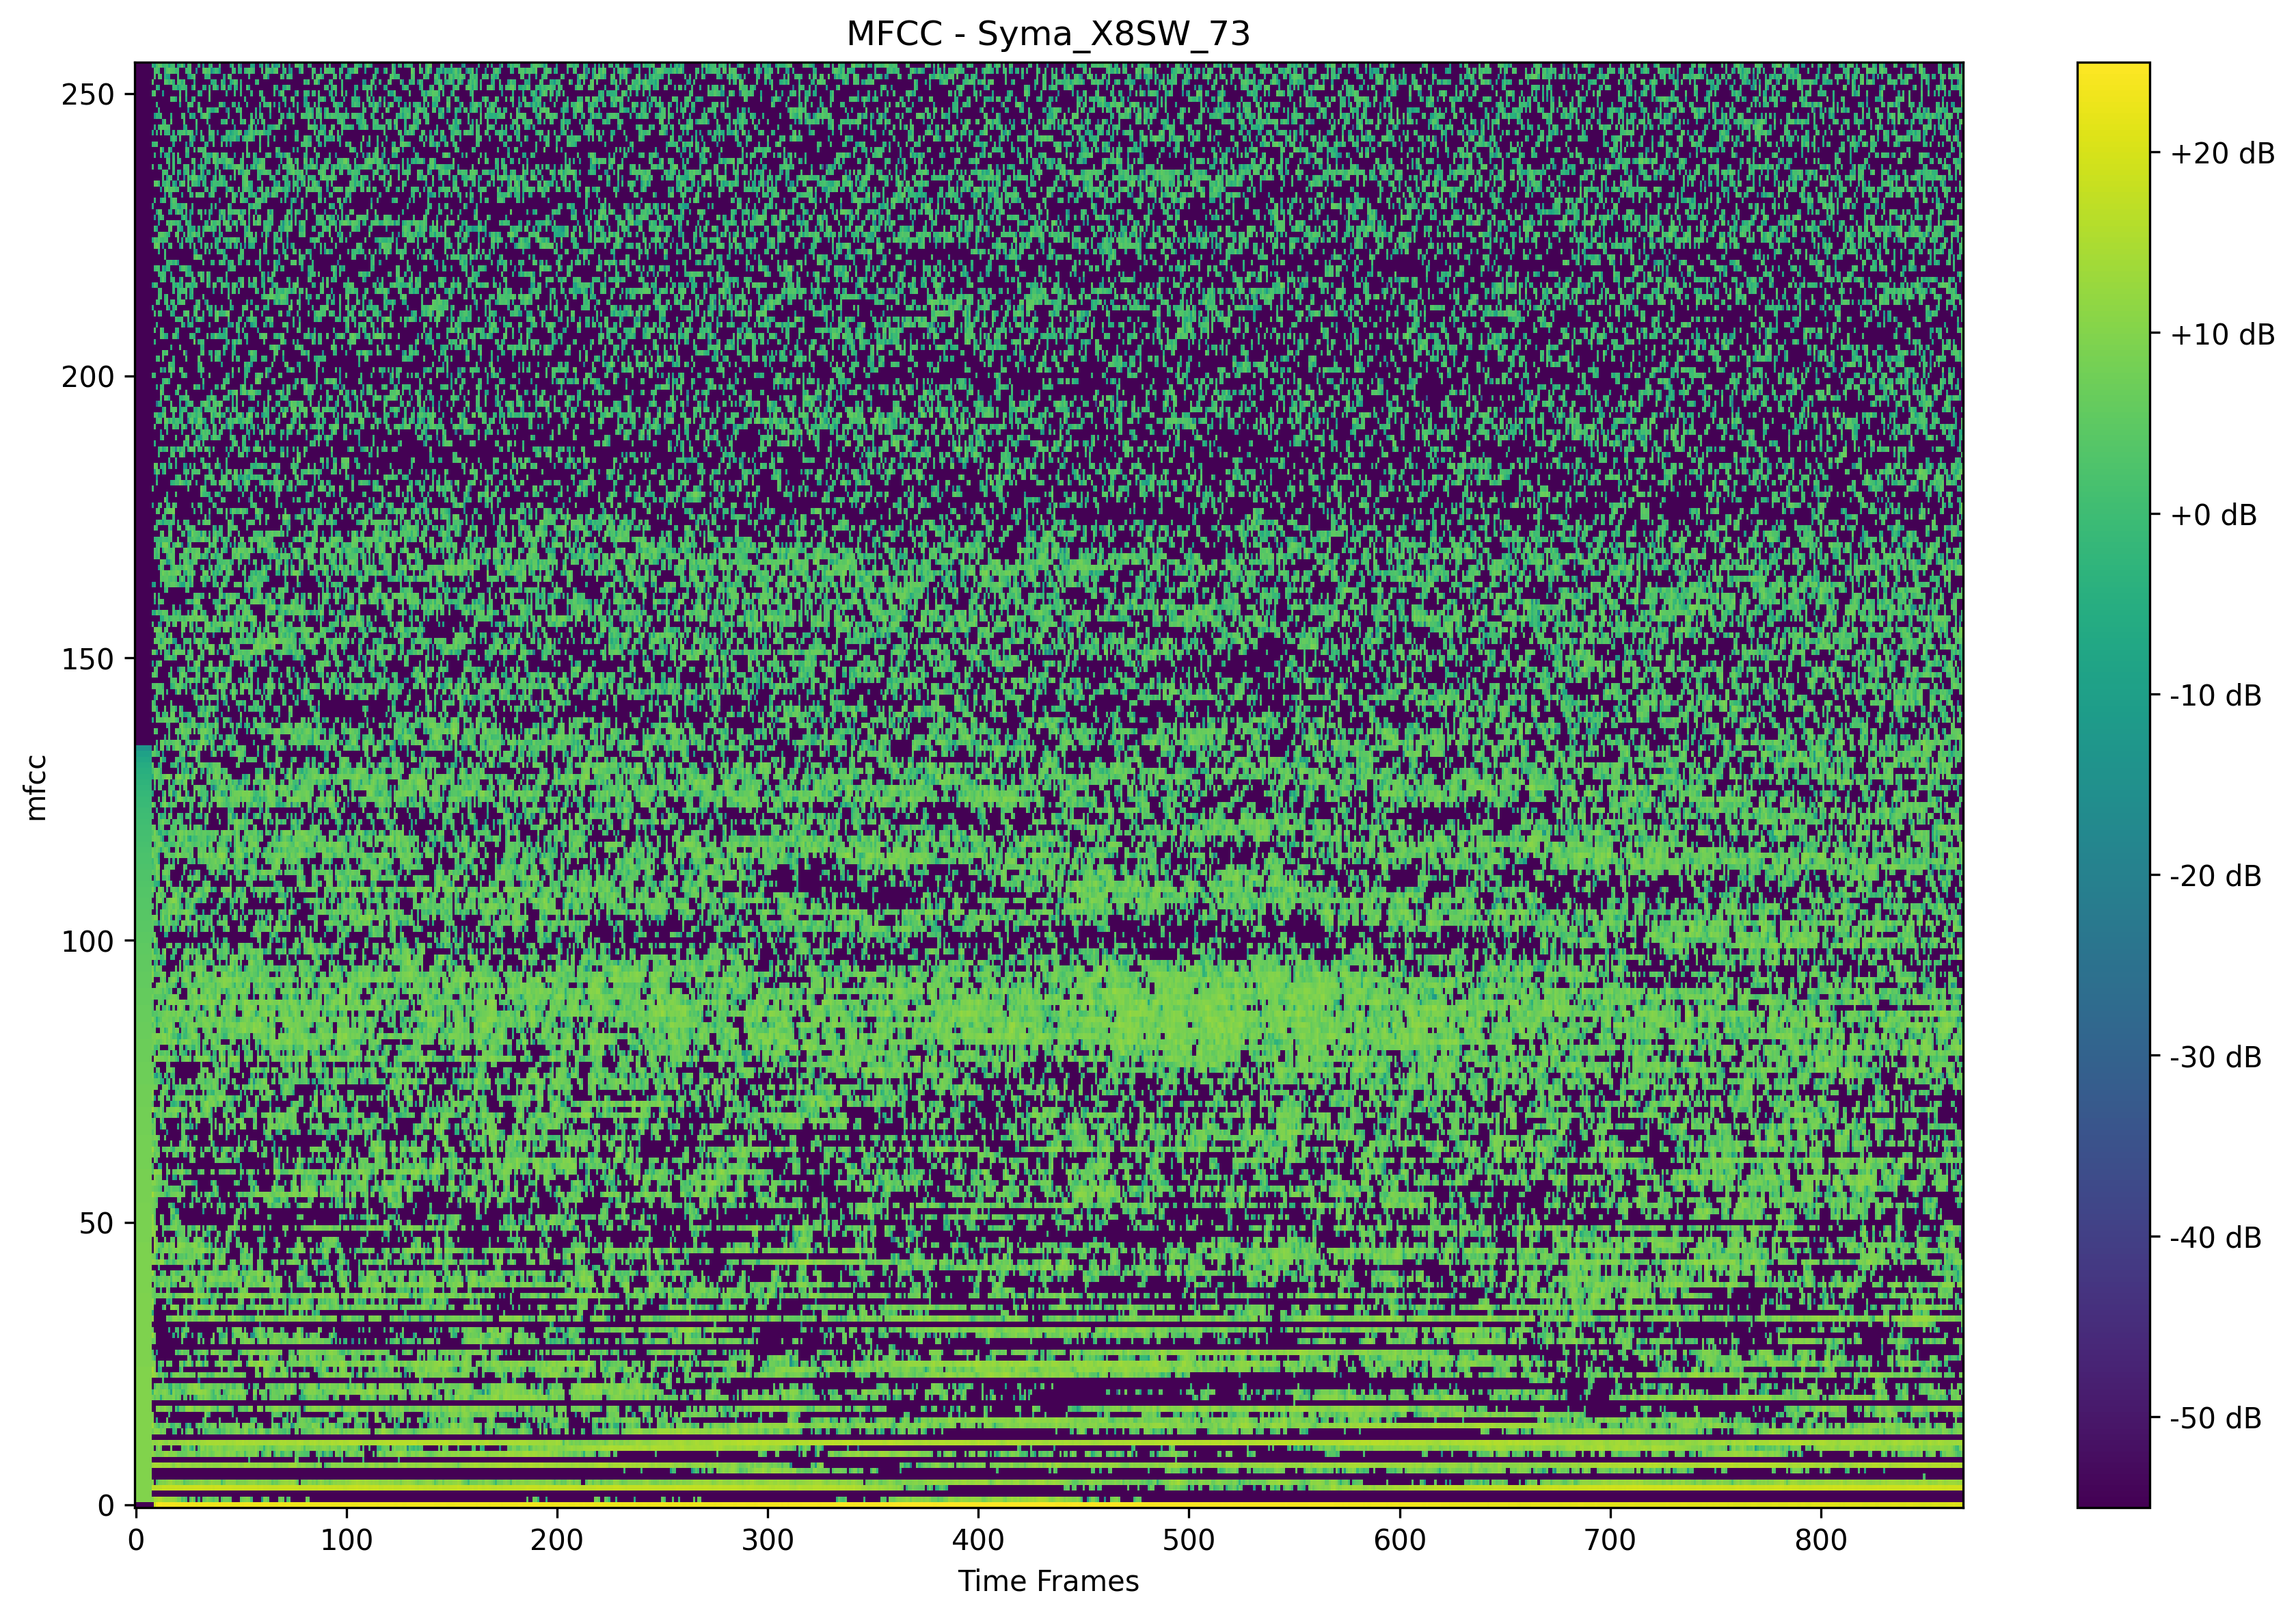 MFCC - Syma_X8SW_73
250
200
150
100
50
0
mfcc
0 100 200 300 400 500 600 700 800
Time Frames
+20 dB
+10 dB
+0 dB
-10 dB
-20 dB
-30 dB
-40 dB
-50 dB